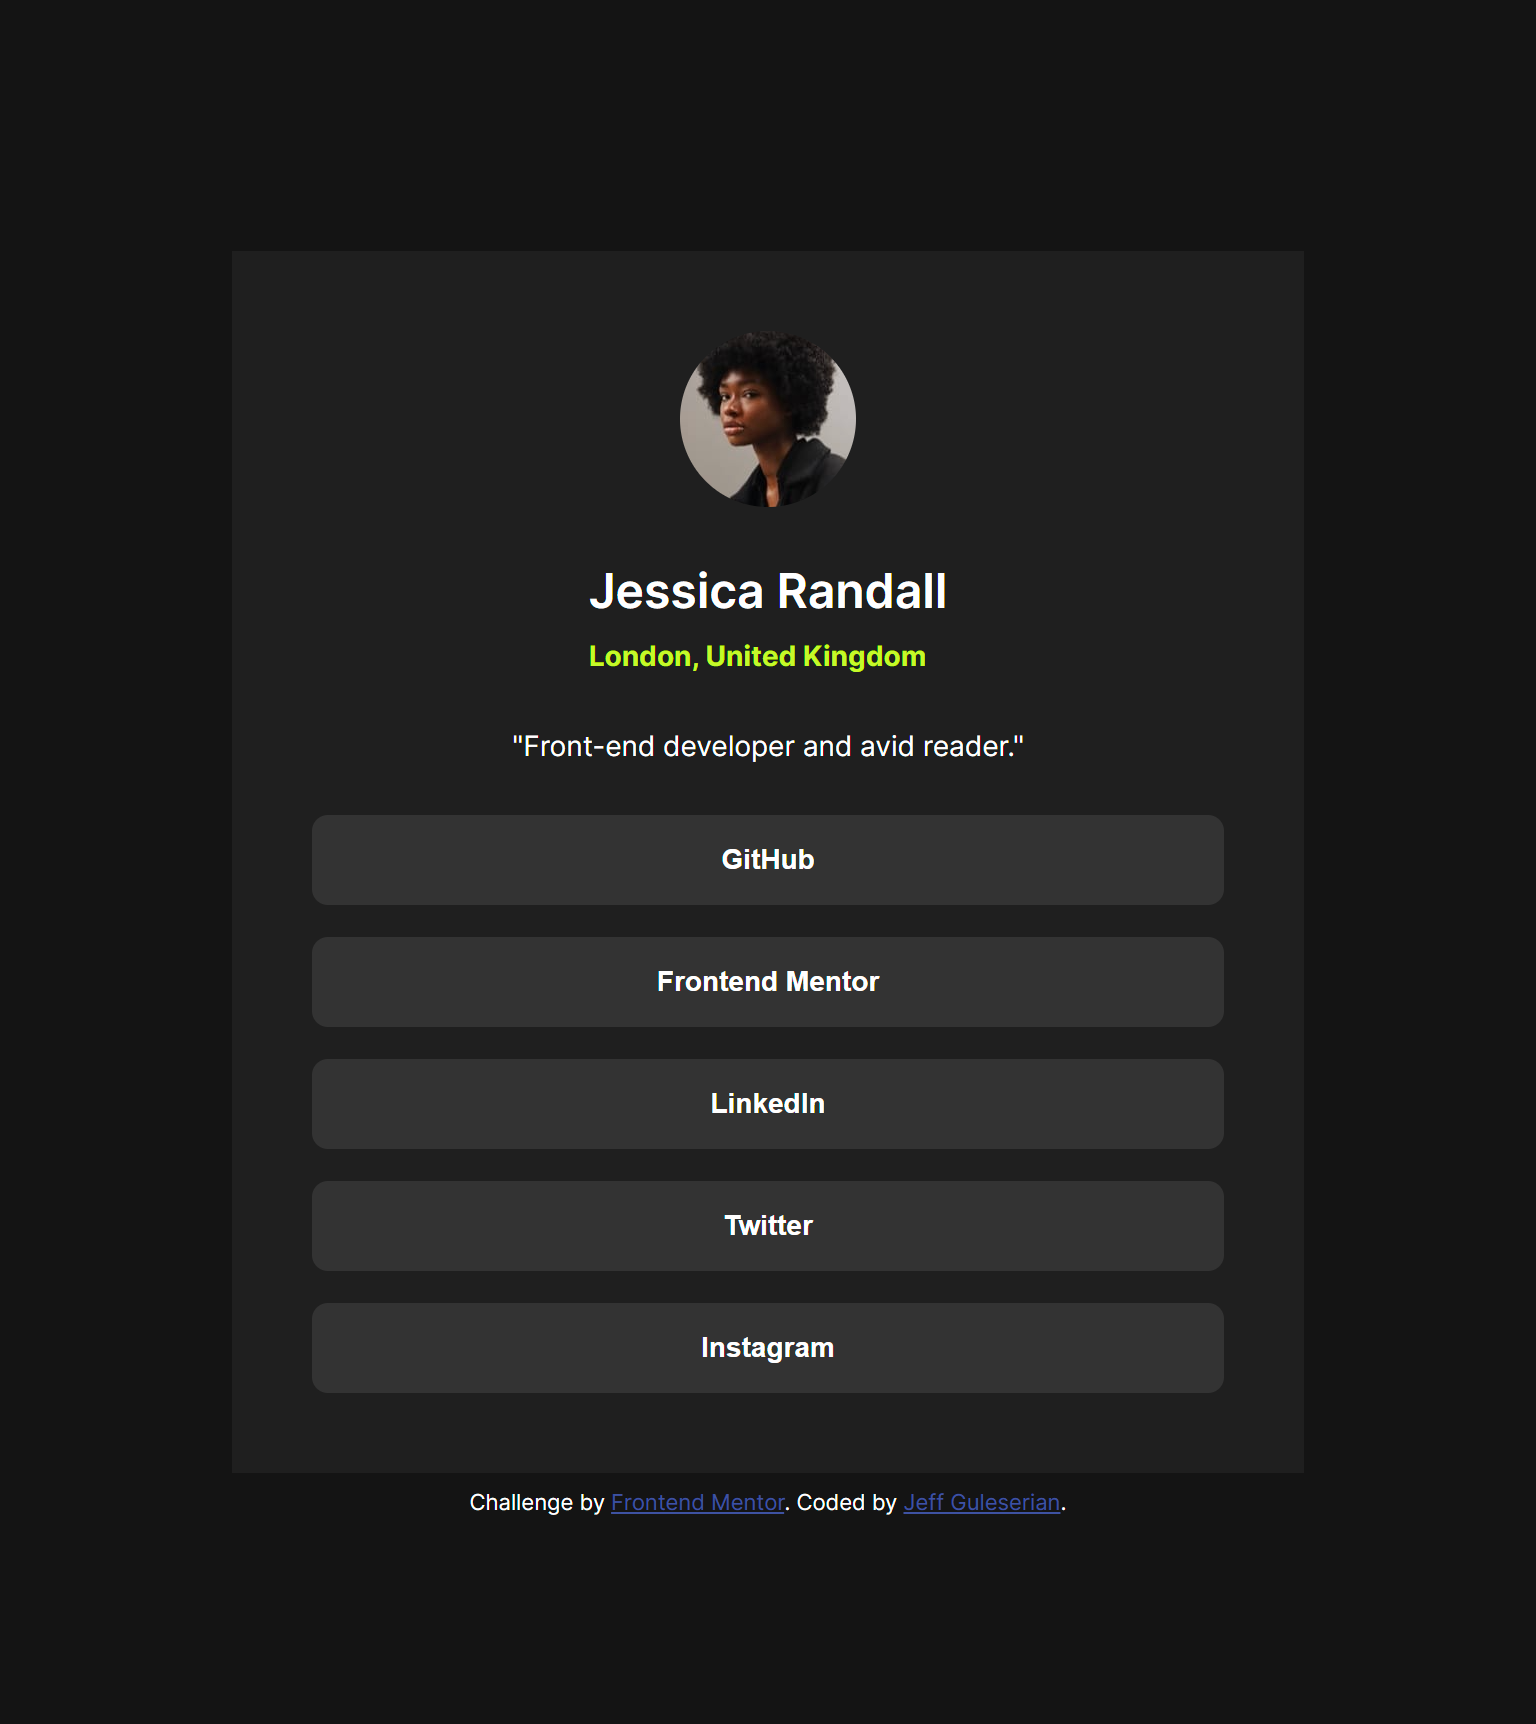 Jessica Randall
London, United Kingdom
"Front-end developer and avid reader."
GitHub
Frontend Mentor
LinkedIn
Twitter
Instagram
Challenge by Frontend Mentor. Coded by Jeff Guleserian.